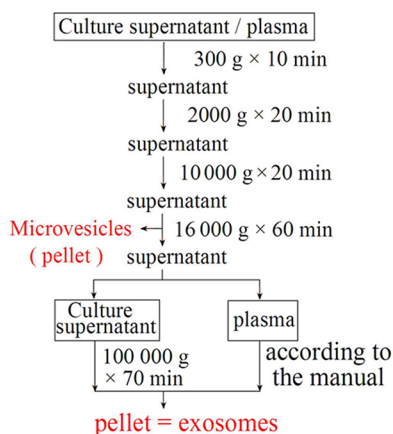 Culture supernatant / plasma
300 g × 10 min
supernatant
2000 g × 20 min
supernatant
10 000 g×20 min
supernatant
Microvesicles
( pellet )
16 000 g × 60 min
supernatant
Culture
supernatant
plasma
100 000 g
× 70 min
according to
the manual
pellet = exosomes